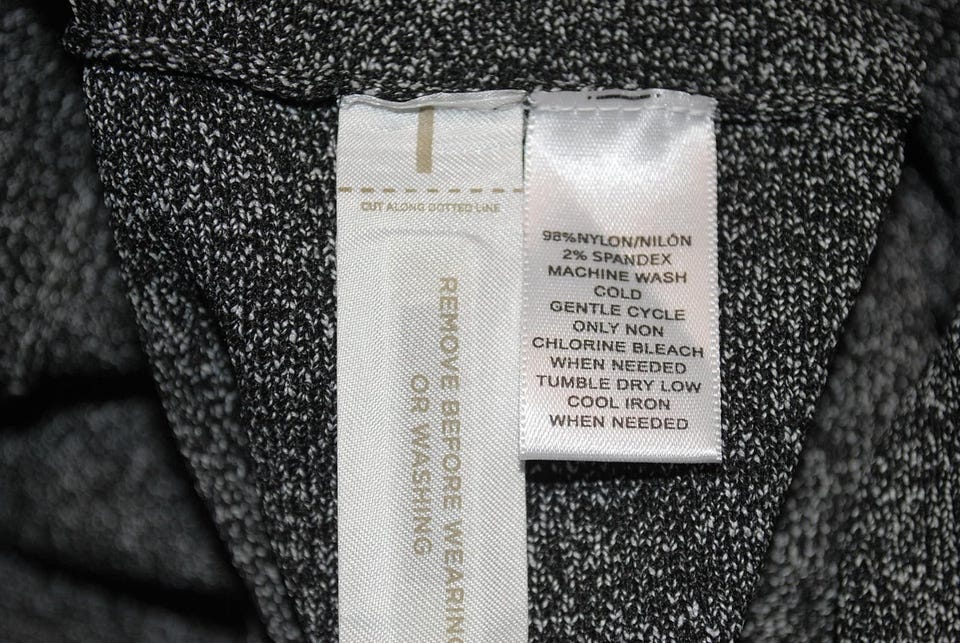 CUT ALONG DOTTED LINE
REMOVE BEFORE WEARING
OR WASHING
98%NYLON/NILÓN
2% SPANDEX
MACHINE WASH
COLD
GENTLE CYCLE
ONLY NON
CHLORINE BLEACH
WHEN NEEDED
TUMBLE DRY LOW
COOL IRON
WHEN NEEDED